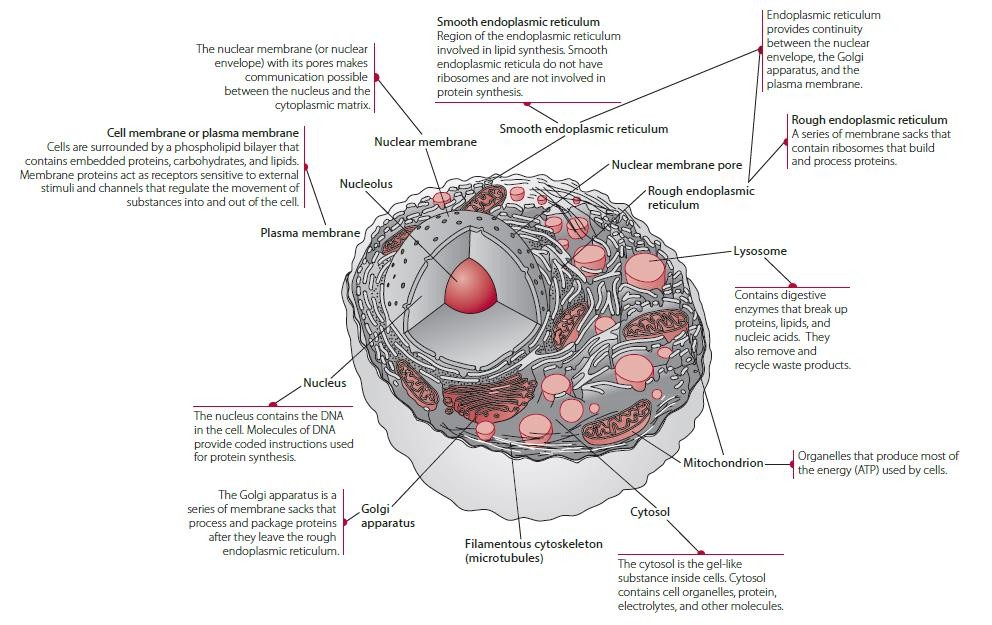 Smooth endoplasmic reticulum
Region of the endoplasmic reticulum
involved in lipid synthesis. Smooth
endoplasmic reticula do not have
ribosomes and are not involved in
protein synthesis.
Endoplasmic reticulum
provides continuity
between the nuclear
envelope, the Golgi
apparatus, and the
plasma membrane.
The nuclear membrane (or nuclear
envelope) with its pores makes
communication possible
between the nucleus and the
cytoplasmic matrix.
Rough endoplasmic reticulum
A series of membrane sacks that
contain ribosomes that build
and process proteins.
Cell membrane or plasma membrane
Cells are surrounded by a phospholipid bilayer that
contains embedded proteins, carbohydrates, and lipids.
Membrane proteins act as receptors sensitive to external
stimuli and channels that regulate the movement of
substances into and out of the cell.
Smooth endoplasmic reticulum
Nuclear membrane
Nuclear membrane pore
Nucleolus
Rough endoplasmic
reticulum
Plasma membrane
Lysosome
Contains digestive
enzymes that break up
proteins, lipids, and
nucleic acids. They
also remove and
recycle waste products.
Nucleus
The nucleus contains the DNA
in the cell. Molecules of DNA
provide coded instructions used
for protein synthesis.
Mitochondrion
Organelles that produce most of
the energy (ATP) used by cells.
The Golgi apparatus is a
series of membrane sacks that
process and package proteins
after they leave the rough
endoplasmic reticulum.
Golgi
apparatus
Cytosol
Filamentous cytoskeleton
(microtubules)
The cytosol is the gel-like
substance inside cells. Cytosol
contains cell organelles, protein,
electrolytes, and other molecules.